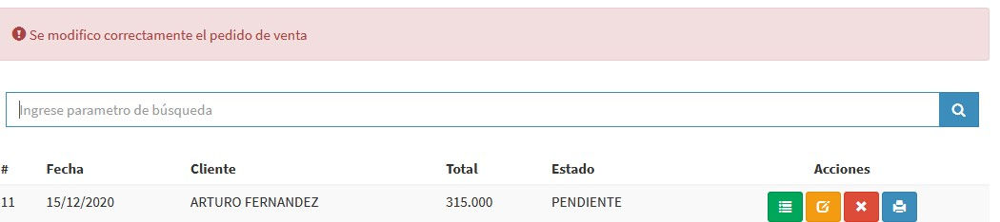 Se modifico correctamente el pedido de venta
Ingrese parametro de búsqueda
# Fecha Cliente Total Estado Acciones
11 15/12/2020 ARTURO FERNANDEZ 315.000 PENDIENTE